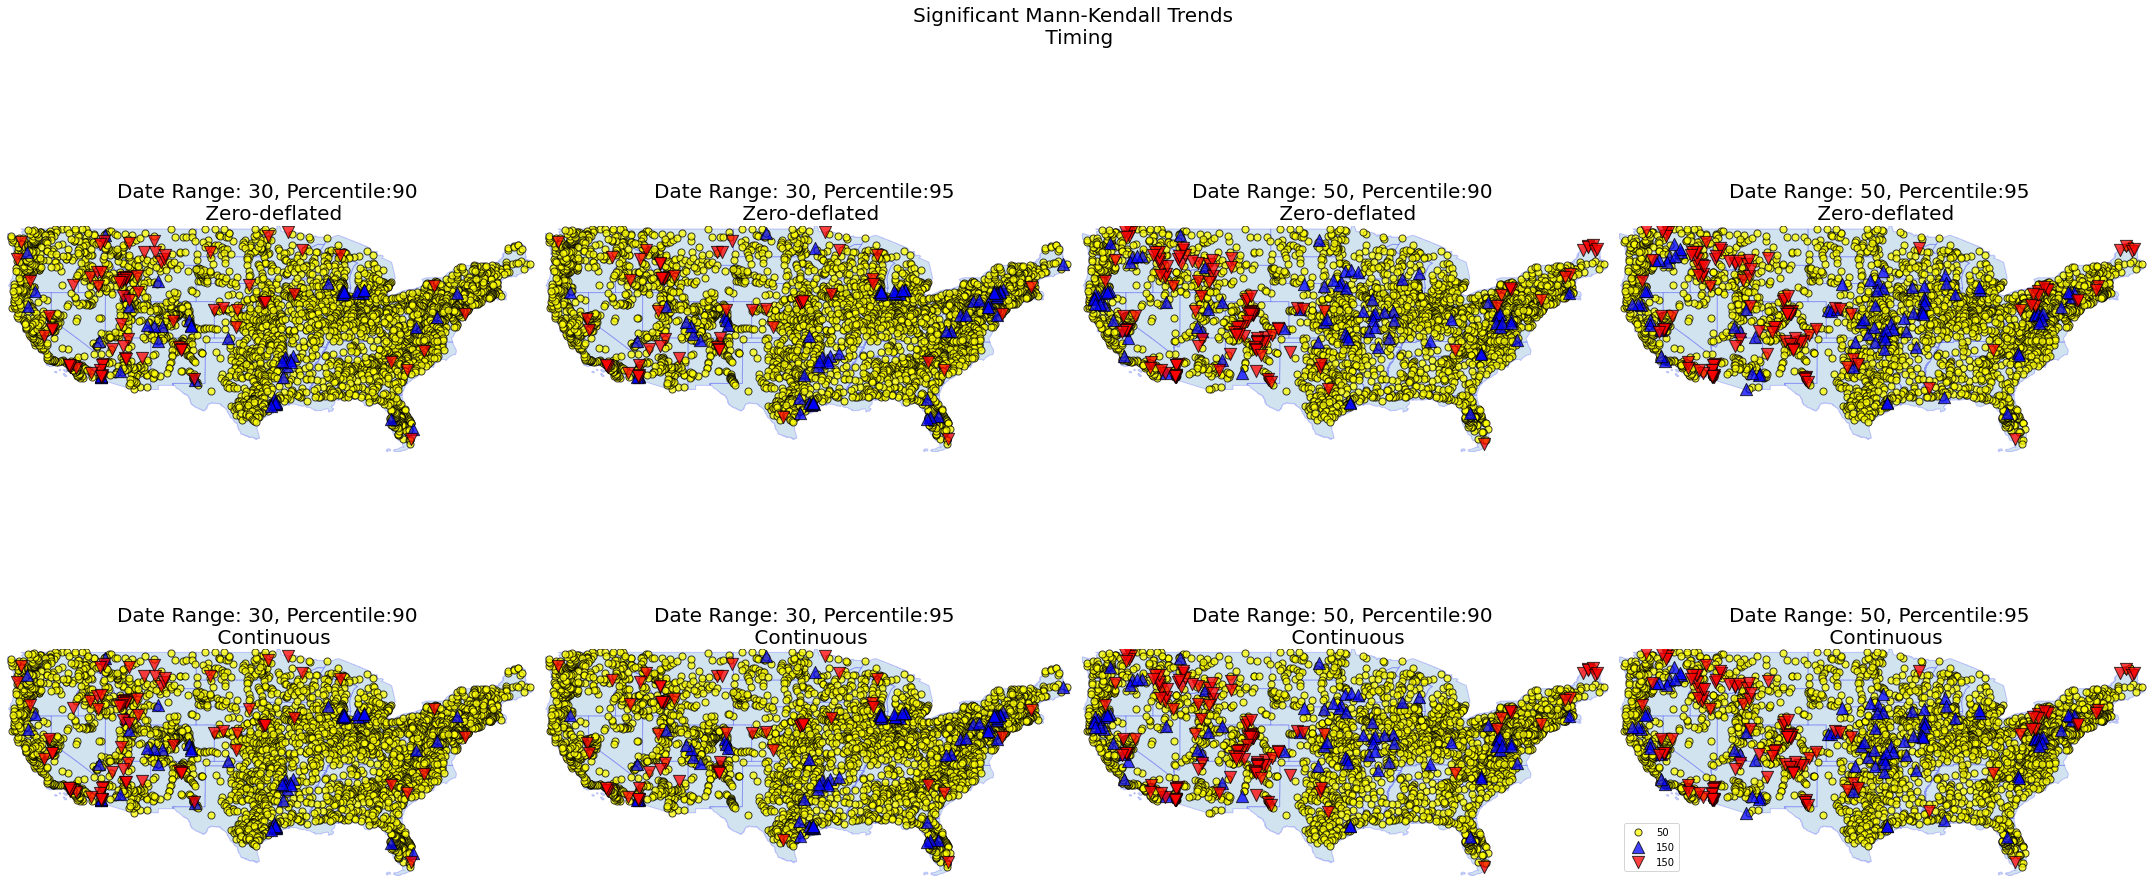 Significant Mann-Kendall Trends
Timing
Date Range: 30, Percentile:90
Zero-deflated
Date Range: 30, Percentile:95
Zero-deflated
Date Range: 50, Percentile:90
Zero-deflated
Date Range: 50, Percentile:95
Zero-deflated
Date Range: 30, Percentile:90
Continuous
Date Range: 30, Percentile:95
Continuous
Date Range: 50, Percentile:90
Continuous
Date Range: 50, Percentile:95
Continuous
50
150
150